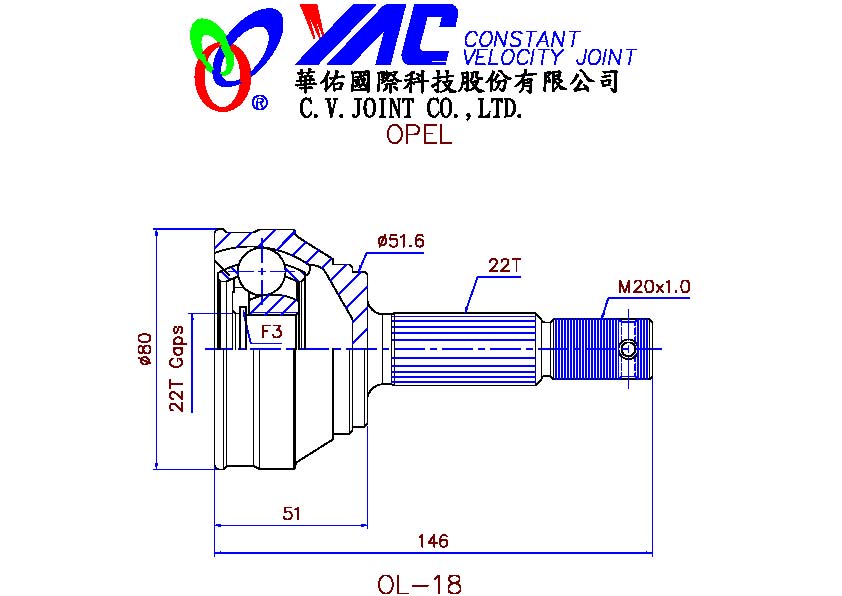 YAC CONSTANT
VELOCITY JOINT
®
華佑國際科技股份有限公司
C.V.JOINT CO.,LTD.
OPEL
ø51.6
22T
M20x1.0
F3
ø80
22T Gaps
51
146
OL-18